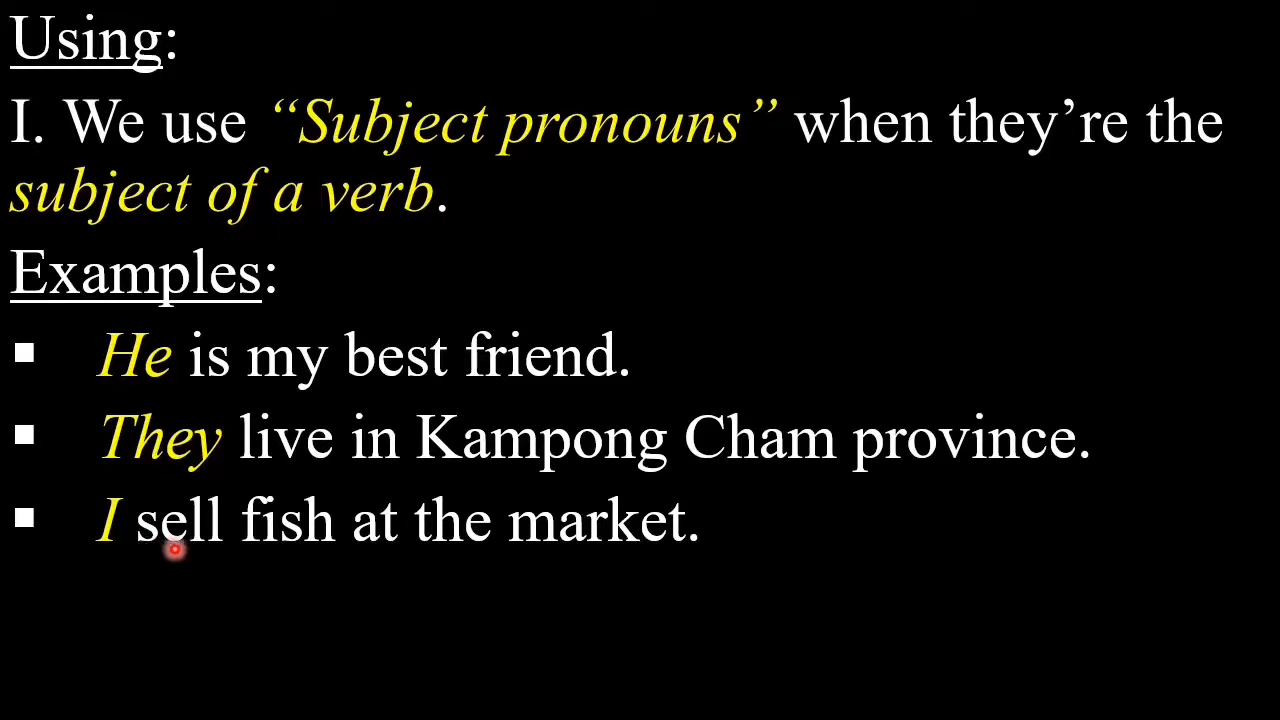 Using:
I. We use “Subject pronouns” when they’re the
subject of a verb.
Examples:
▪ He is my best friend.
▪ They live in Kampong Cham province.
▪ I sell fish at the market.